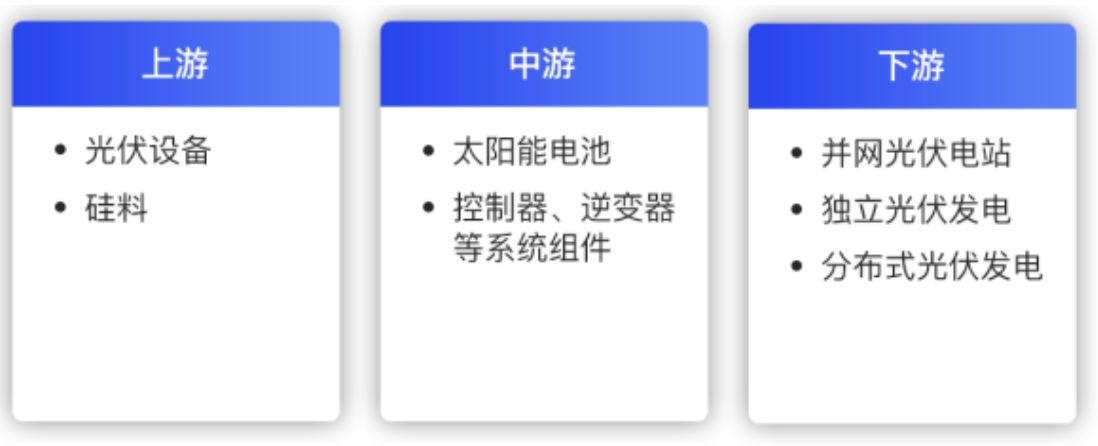 上游
• 光伏设备
• 硅料
中游
• 太阳能电池
• 控制器、逆变器
等系统组件
下游
• 并网光伏电站
• 独立光伏发电
• 分布式光伏发电